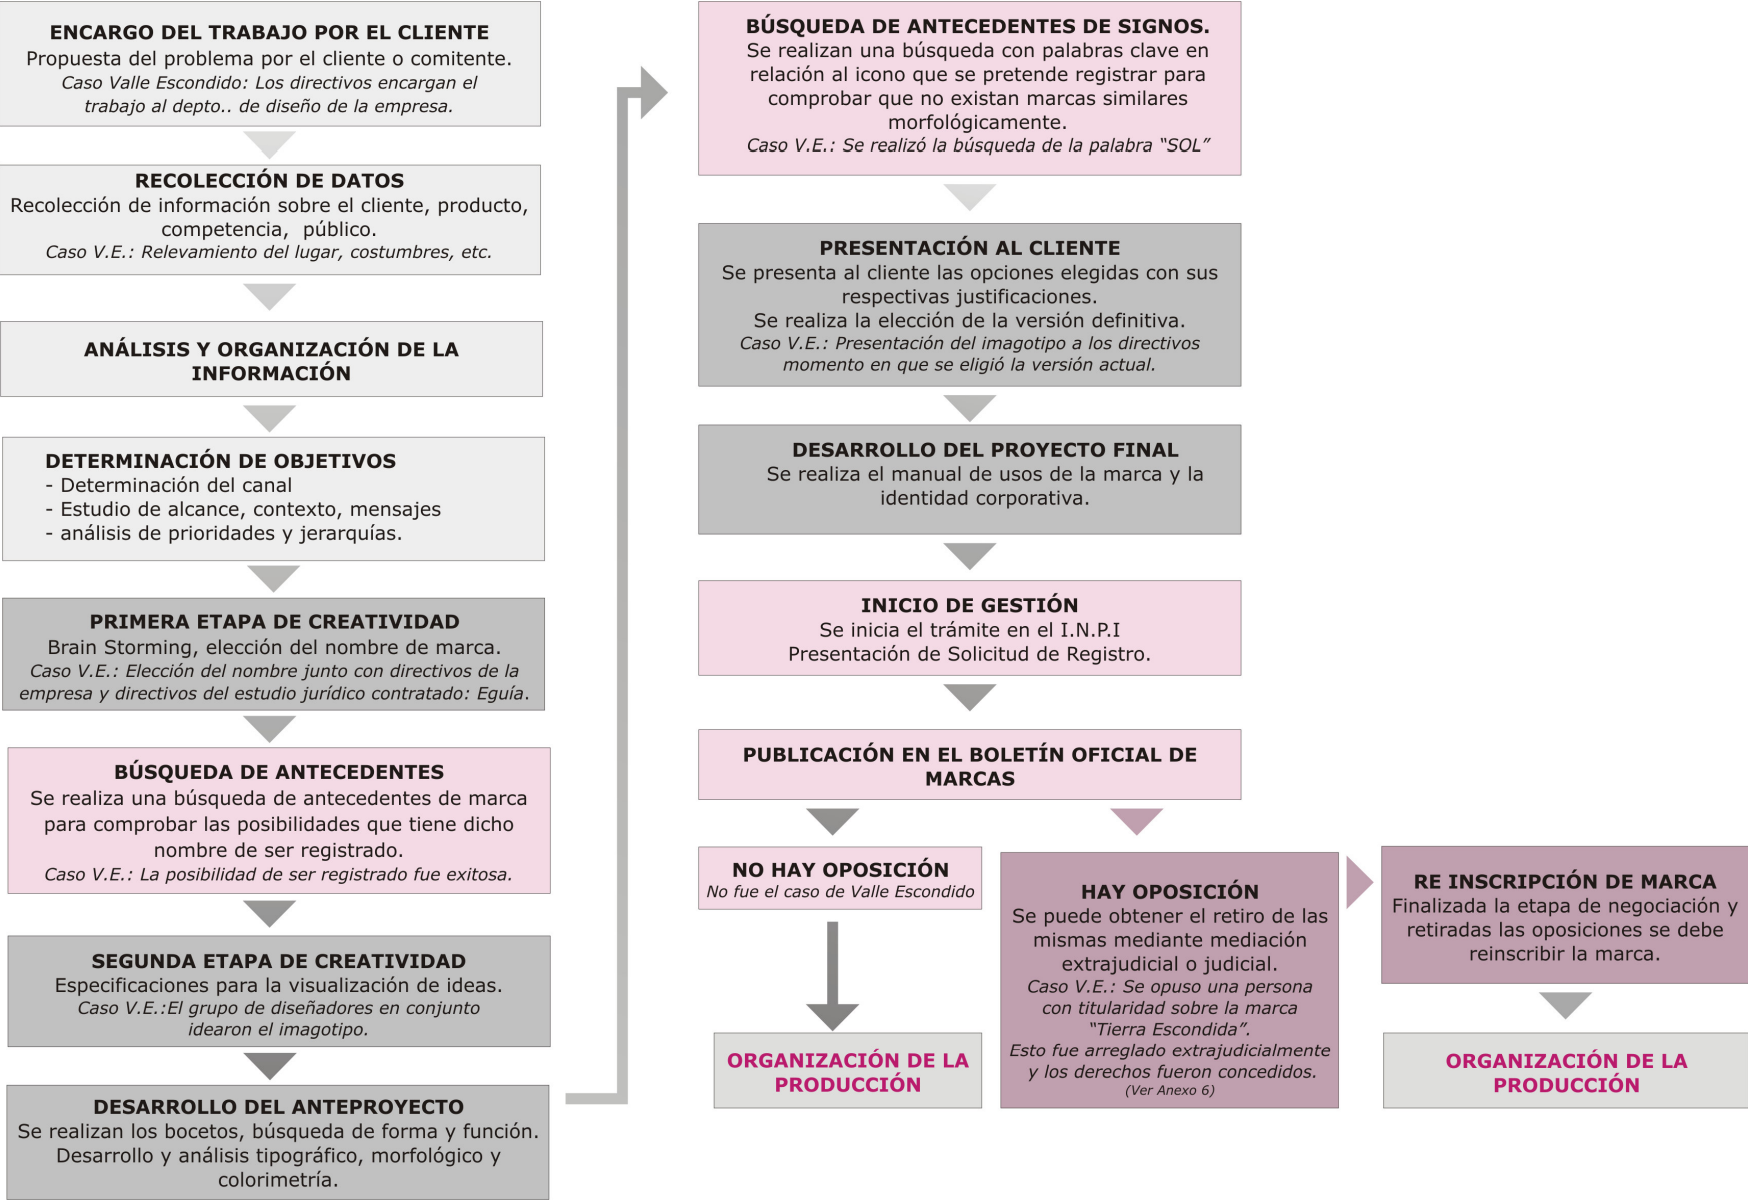 ENCARGO DEL TRABAJO POR EL CLIENTE
Propuesta del problema por el cliente o comitente.
Caso Valle Escondido: Los directivos encargan el
trabajo al depto.. de diseño de la empresa.
RECOLECCIÓN DE DATOS
Recolección de información sobre el cliente, producto,
competencia, público.
Caso V.E.: Relevamiento del lugar, costumbres, etc.
ANÁLISIS Y ORGANIZACIÓN DE LA
INFORMACIÓN
DETERMINACIÓN DE OBJETIVOS
- Determinación del canal
- Estudio de alcance, contexto, mensajes
- análisis de prioridades y jerarquías.
PRIMERA ETAPA DE CREATIVIDAD
Brain Storming, elección del nombre de marca.
Caso V.E.: Elección del nombre junto con directivos de la
empresa y directivos del estudio jurídico contratado: Eguía.
BÚSQUEDA DE ANTECEDENTES
Se realiza una búsqueda de antecedentes de marca
para comprobar las posibilidades que tiene dicho
nombre de ser registrado.
Caso V.E.: La posibilidad de ser registrado fue exitosa.
SEGUNDA ETAPA DE CREATIVIDAD
Especificaciones para la visualización de ideas.
Caso V.E.:El grupo de diseñadores en conjunto
idearon el imagotipo.
DESARROLLO DEL ANTEPROYECTO
Se realizan los bocetos, búsqueda de forma y función.
Desarrollo y análisis tipográfico, morfológico y
colorimetría.
BÚSQUEDA DE ANTECEDENTES DE SIGNOS.
Se realizan una búsqueda con palabras clave en
relación al icono que se pretende registrar para
comprobar que no existan marcas similares
morfológicamente.
Caso V.E.: Se realizó la búsqueda de la palabra “SOL”
PRESENTACIÓN AL CLIENTE
Se presenta al cliente las opciones elegidas con sus
respectivas justificaciones.
Se realiza la elección de la versión definitiva.
Caso V.E.: Presentación del imagotipo a los directivos
momento en que se eligió la versión actual.
DESARROLLO DEL PROYECTO FINAL
Se realiza el manual de usos de la marca y la
identidad corporativa.
INICIO DE GESTIÓN
Se inicia el trámite en el I.N.P.I
Presentación de Solicitud de Registro.
PUBLICACIÓN EN EL BOLETÍN OFICIAL DE
MARCAS
NO HAY OPOSICIÓN
No fue el caso de Valle Escondido
ORGANIZACIÓN DE LA
PRODUCCIÓN
HAY OPOSICIÓN
Se puede obtener el retiro de las
mismas mediante mediación
extrajudicial o judicial.
Caso V.E.: Se opuso una persona
con titularidad sobre la marca
“Tierra Escondida”.
Esto fue arreglado extrajudicialmente
y los derechos fueron concedidos.
(Ver Anexo 6)
RE INSCRIPCIÓN DE MARCA
Finalizada la etapa de negociación y
retiradas las oposiciones se debe
reinscribir la marca.
ORGANIZACIÓN DE LA
PRODUCCIÓN